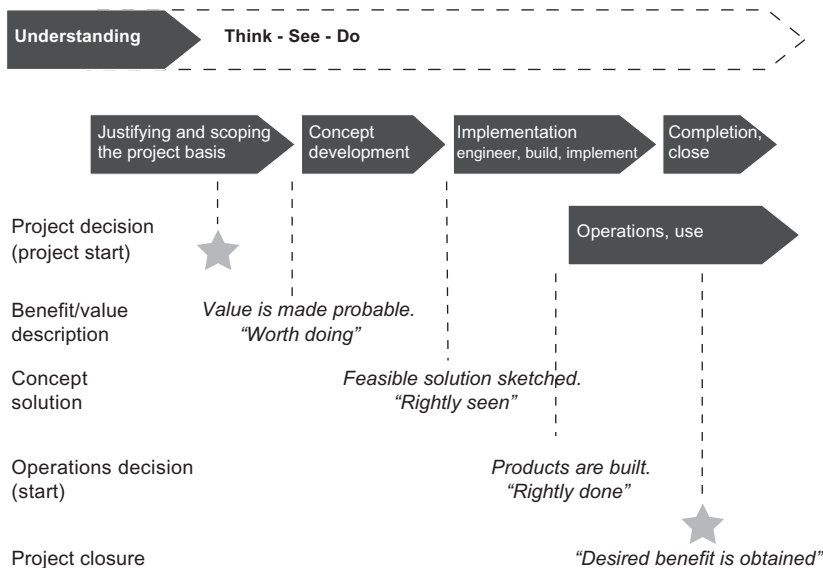 Understanding
Think - See - Do
Justifying and scoping
the project basis
Concept
development
Implementation
engineer, build, implement
Completion,
close
Project decision
(project start)
Operations, use
Benefit/value
description
Value is made probable.
“Worth doing”
Concept
solution
Feasible solution sketched.
“Rightly seen”
Operations decision
(start)
Products are built.
“Rightly done”
Project closure
“Desired benefit is obtained”